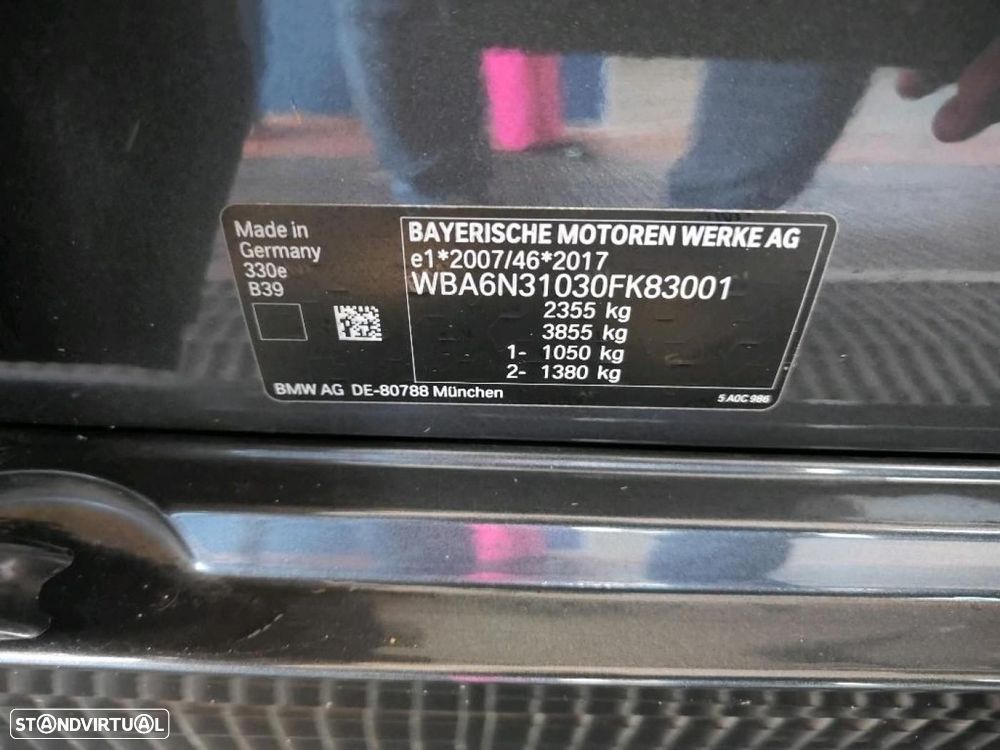 Made in
Germany
330e
B39
BAYERISCHE MOTOREN WERKE AG
e1*2007/46*2017
WBA6N31030FK83001
2355 kg
3855 kg
1- 1050 kg
2- 1380 kg
BMW AG DE-80788 München
5 A0C 986
STANDVIRTUAL